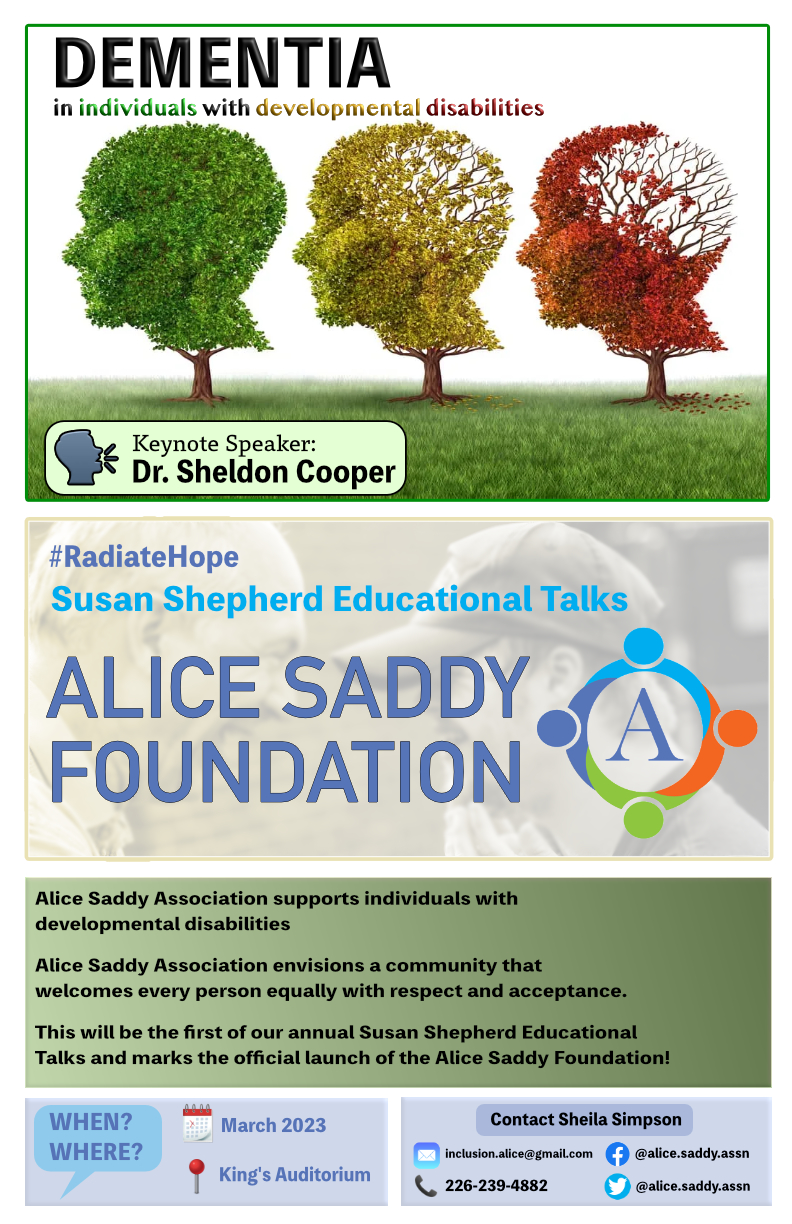 DEMENTIA
in individuals with developmental disabilities
Keynote Speaker:
Dr. Sheldon Cooper
#RadiateHope
Susan Shepherd Educational Talks
ALICE SADDY
FOUNDATION
A
Alice Saddy Association supports individuals with
developmental disabilities
Alice Saddy Association envisions a community that
welcomes every person equally with respect and acceptance.
This will be the first of our annual Susan Shepherd Educational
Talks and marks the official launch of the Alice Saddy Foundation!
WHEN?
WHERE?
March 2023
King's Auditorium
Contact Sheila Simpson
inclusion.alice@gmail.com
@alice.saddy.assn
226-239-4882
@alice.saddy.assn